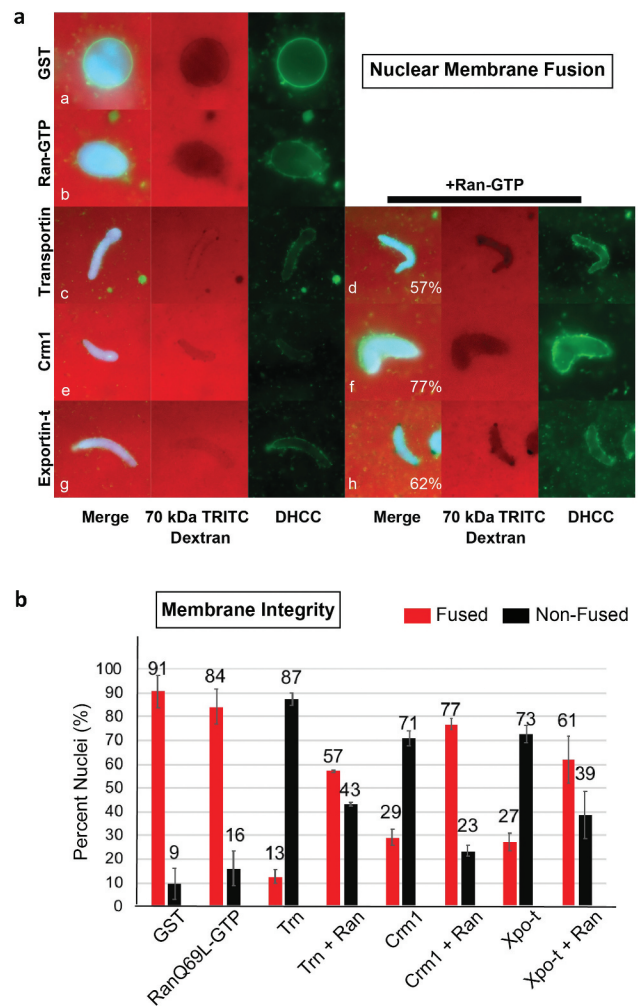 a
Nuclear Membrane Fusion
GST
a
Ran-GTP
b
+Ran-GTP
Transportin
c
d
57%
Crm1
e
f
77%
Exportin-t
g
h
62%
Merge
70 kDa TRITC
Dextran
DHCC
Merge
70 kDa TRITC
Dextran
DHCC
b
Membrane Integrity
Fused
Non-Fused
Percent Nuclei (%)
100
90
80
70
60
50
40
30
20
10
0
91
9
84
16
13
87
57
43
29
71
77
23
27
73
61
39
GST
RanQ69L-GTP
Trn
Trn + Ran
Crm1
Crm1 + Ran
Xpo-t
Xpo-t + Ran